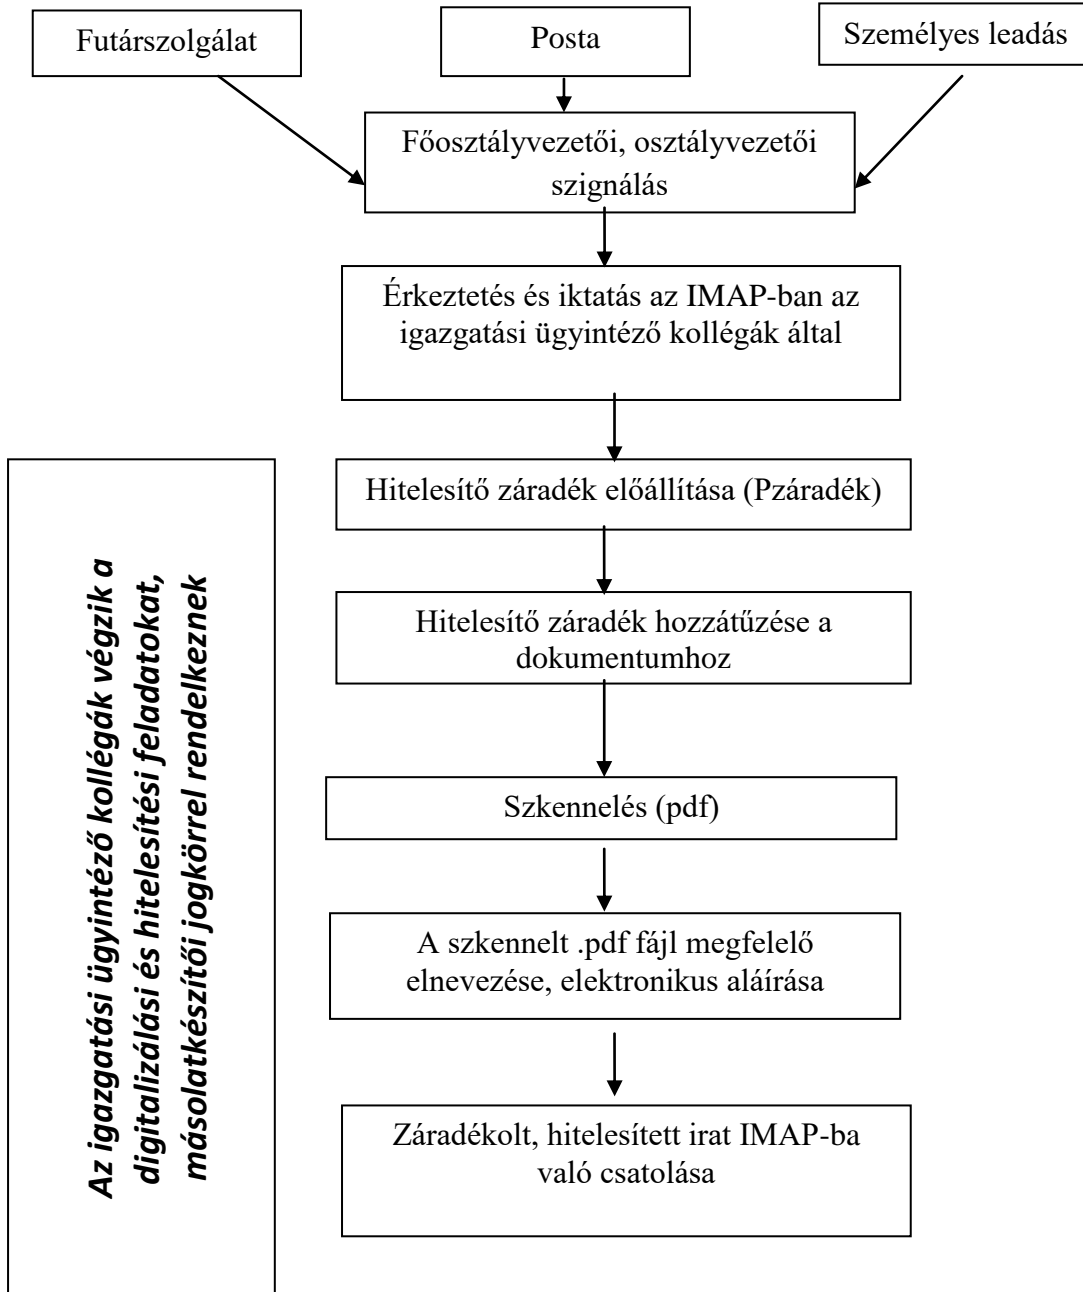 Futárszolgálat
Posta
Személyes leadás
Főosztályvezetői, osztályvezetői
szignálás
Érkeztetés és iktatás az IMAP-ban az
igazgatási ügyintéző kollégák által
Hitelesítő záradék előállítása (Pzáradék)
Hitelesítő záradék hozzátűzése a
dokumentumhoz
Szkennelés (pdf)
A szkennelt .pdf fájl megfelelő
elnevezése, elektronikus aláírása
Záradékolt, hitelesített irat IMAP-ba
való csatolása
Az igazgatási ügyintéző kollégák végzik a
digitalizálási és hitelesítési feladatokat,
másolatkészítői jogkörrel rendelkeznek